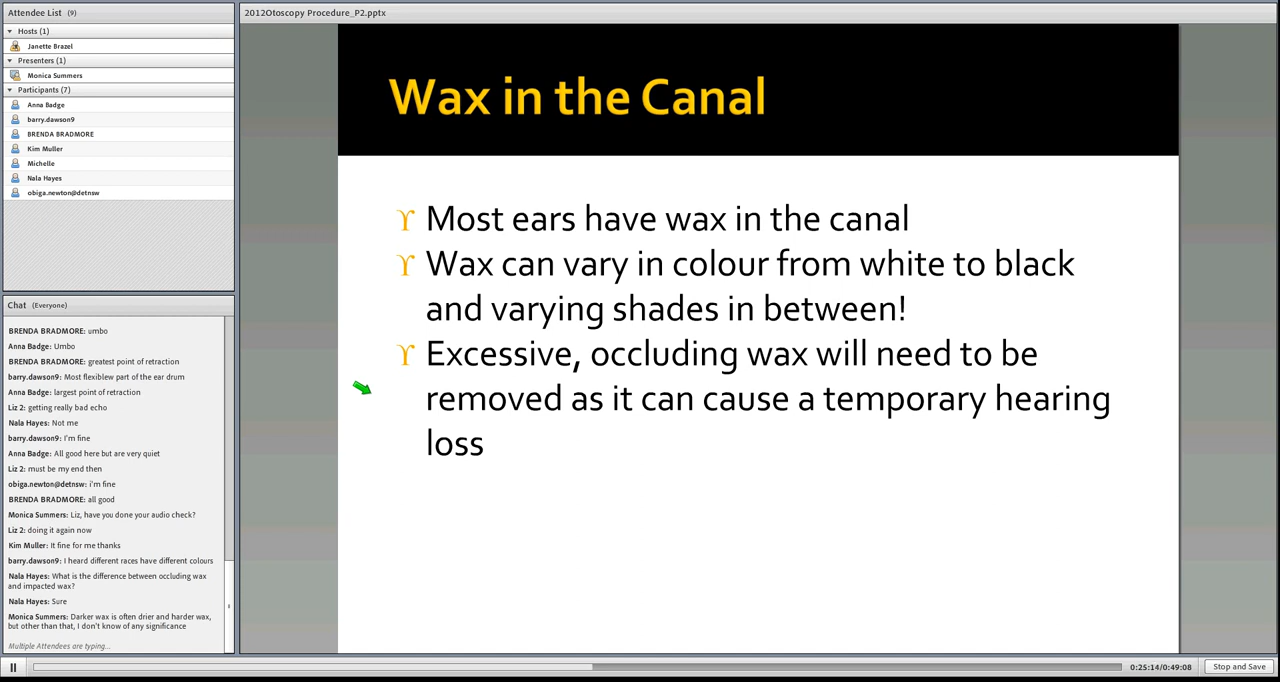 Attendee List (9)
Hosts (1)
Janette Brazel
Presenters (1)
Monica Summers
Participants (7)
Anna Badge
barry.dawson9
BRENDA BRADMORE
Kim Muller
Michelle
Nala Hayes
obiga.newton@detnsw
Chat (Everyone)
BRENDA BRADMORE: umbo
Anna Badge: Umbo
BRENDA BRADMORE: greatest point of retraction
barry.dawson9: Most flexiblew part of the ear drum
Anna Badge: largest point of retraction
Liz 2: getting really bad echo
Nala Hayes: Not me
barry.dawson9: I'm fine
Anna Badge: All good here but are very quiet
Liz 2: must be my end then
obiga.newton@detnsw: i'm fine
BRENDA BRADMORE: all good
Monica Summers: Liz, have you done your audio check?
Liz 2: doing it again now
Kim Muller: It fine for me thanks
barry.dawson9: I heard different races have different colours
Nala Hayes: What is the difference between occluding wax
and impacted wax?
Nala Hayes: Sure
Monica Summers: Darker wax is often drier and harder wax,
but other than that, I don't know of any significance
Multiple Attendees are typing...
2012Otoscopy Procedure_P2.pptx
Wax in the Canal
Most ears have wax in the canal
Wax can vary in colour from white to black
and varying shades in between!
Excessive, occluding wax will need to be
removed as it can cause a temporary hearing
loss
0:25:14/0:49:08
Stop and Save